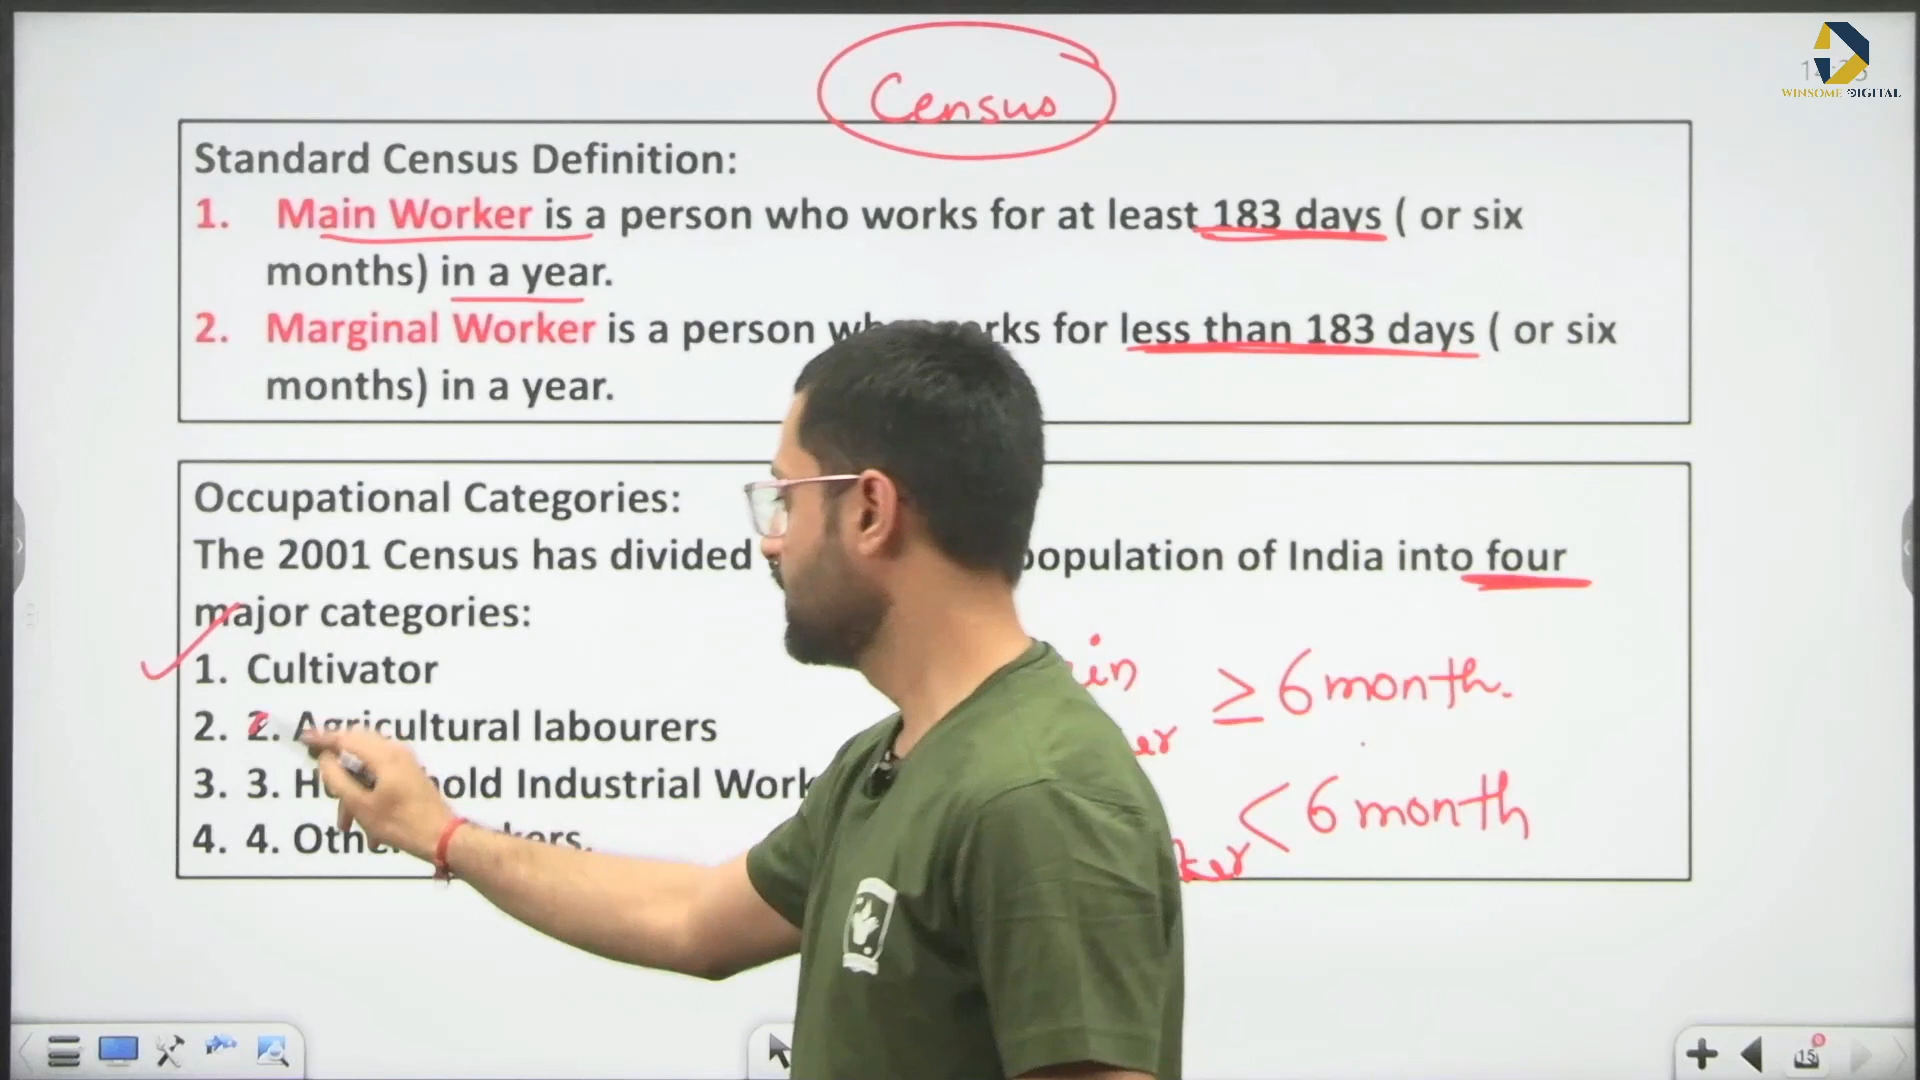 Census
WINSOME DIGITAL
Standard Census Definition:
1. Main Worker is a person who works for at least 183 days ( or six
months) in a year.
2. Marginal Worker is a person for less than 183 days ( or six
months) in a year.
Occupational Categories:
The 2001 Census has divided population of India into four
major categories:
1. Cultivator
2. 2. Agricultural labourers
3. 3. Industrial
4. 4.
≥ 6 month.
< 6 month
15